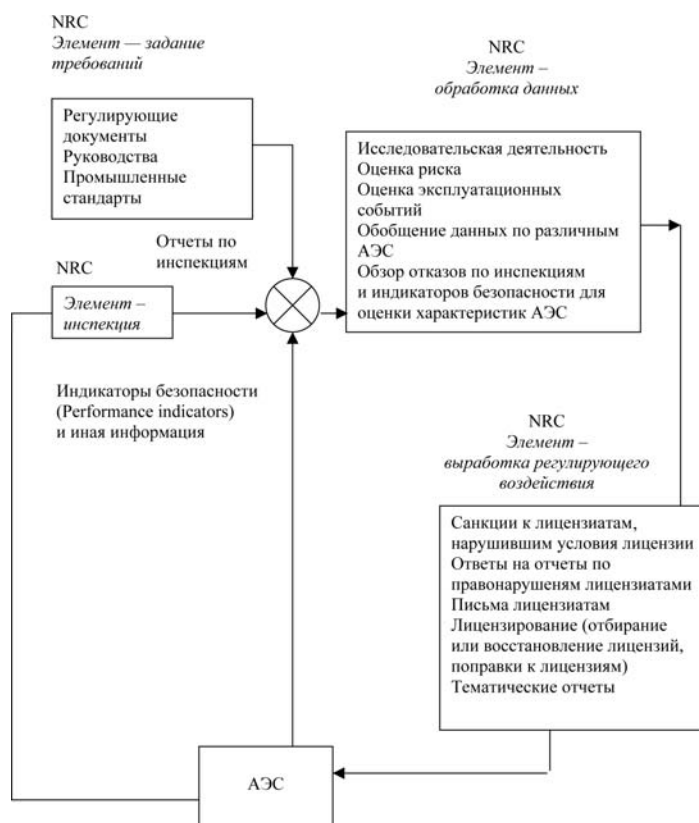 NRC
Элемент — задание
требований
Регулирующие
документы
Руководства
Промышленные
стандарты
NRC
Элемент –
обработка данных
Исследовательская деятельность
Оценка риска
Оценка эксплуатационных
событий
Обобщение данных по различным
АЭС
Обзор отказов по инспекциям
и индикаторов безопасности для
оценки характеристик АЭС
Отчеты по
инспекциям
NRC
Элемент –
инспекция
Индикаторы безопасности
(Performance indicators)
и иная информация
NRC
Элемент –
выработка регулирующего
воздействия
Санкции к лицензиатам,
нарушившим условия лицензии
Ответы на отчеты по
правонарушеням лицензиатами
Письма лицензиатам
Лицензирование (отбирание
или восстановление лицензий,
поправки к лицензиям)
Тематические отчеты
АЭС